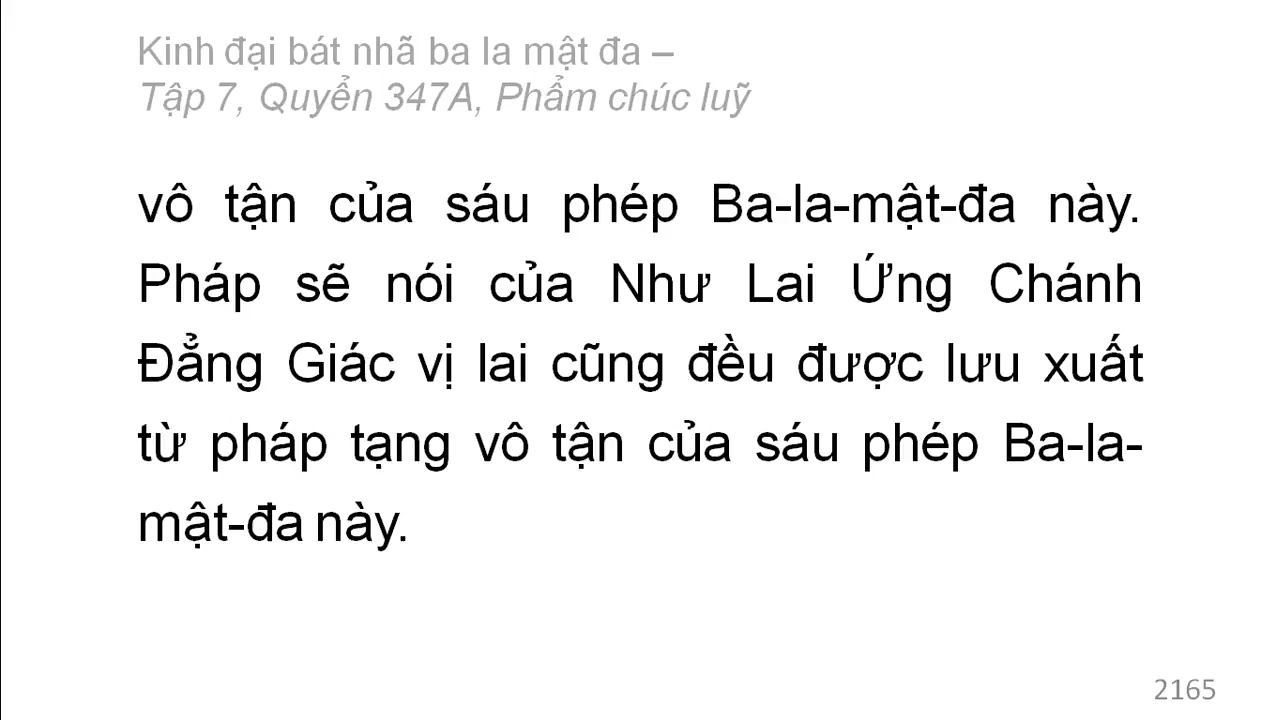 Kinh đại bát nhã ba la mật đa –
Tập 7, Quyển 347A, Phẩm chúc luỹ
vô tận của sáu phép Ba-la-mật-đa này.
Pháp sẽ nói của Như Lai Ứng Chánh
Đẳng Giác vị lai cũng đều được lưu xuất
từ pháp tạng vô tận của sáu phép Ba-la-
mật-đa này.
2165